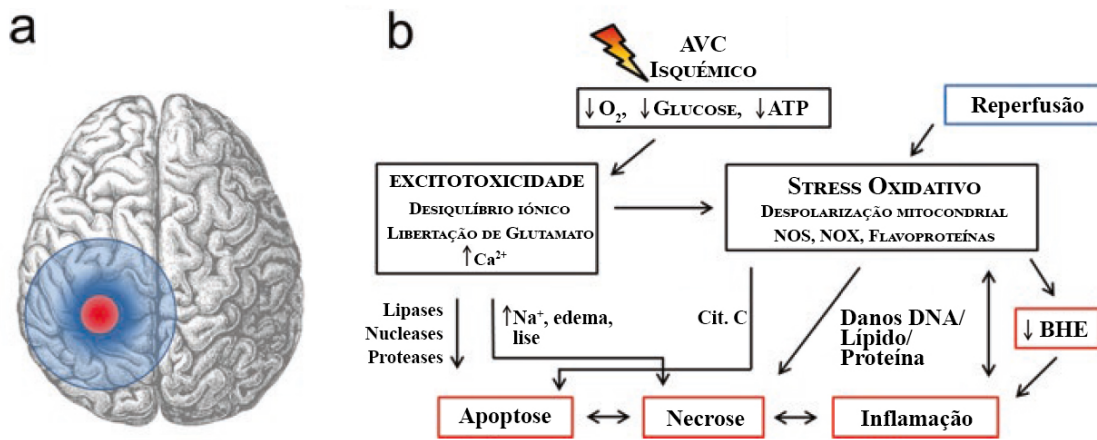 a
b
AVC
Isquémico
↓O₂, ↓Glucose, ↓ATP
Reperfusão
EXCITOTOXICIDADE
Desiqulíbrio iónico
Libertação de Glutamato
↑Ca²⁺
Stress Oxidativo
Despolarização mitocondrial
NOS, NOX, Flavoproteínas
Lipases
Nucleases
Proteases
↑Na⁺, edema,
lise
Cit. C
Danos DNA/
Lípido/
Proteína
↓ BHE
Apoptose
Necrose
Inflamação